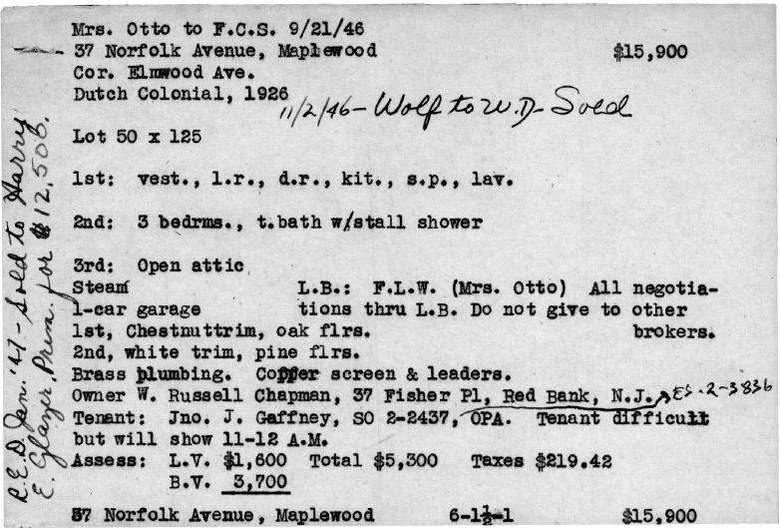 Mrs. Otto to F.C.S. 9/21/46
37 Norfolk Avenue, Maplewood $15,900
Cor. Elmwood Ave.
Dutch Colonial, 1926
11/2/46 - Wolf to W.D - Sold
Lot 50 x 125
1st: vest., l.r., d.r., kit., s.p., lav.
2nd: 3 bedrms., t.bath w/stall shower
3rd: Open attic
Steam L.B.: F.L.W. (Mrs. Otto) All negotia-
1-car garage tions thru L.B. Do not give to other
1st, Chestnuttrim, oak flrs. brokers.
2nd, white trim, pine flrs.
Brass plumbing. Copper screen & leaders.
Owner W. Russell Chapman, 37 Fisher Pl, Red Bank, N.J. ES.2-3836
Tenant: Jno. J. Gaffney, SO 2-2437, OPA. Tenant difficult
but will show 11-12 A.M.
Assess: L.V. $1,600 Total $5,300 Taxes $219.42
B.V. 3,700
37 Norfolk Avenue, Maplewood 6-1½-1 $15,900
R.E.D. Jan. '47 - Sold to Harry
E. Glazer, Prem. for $12,500.